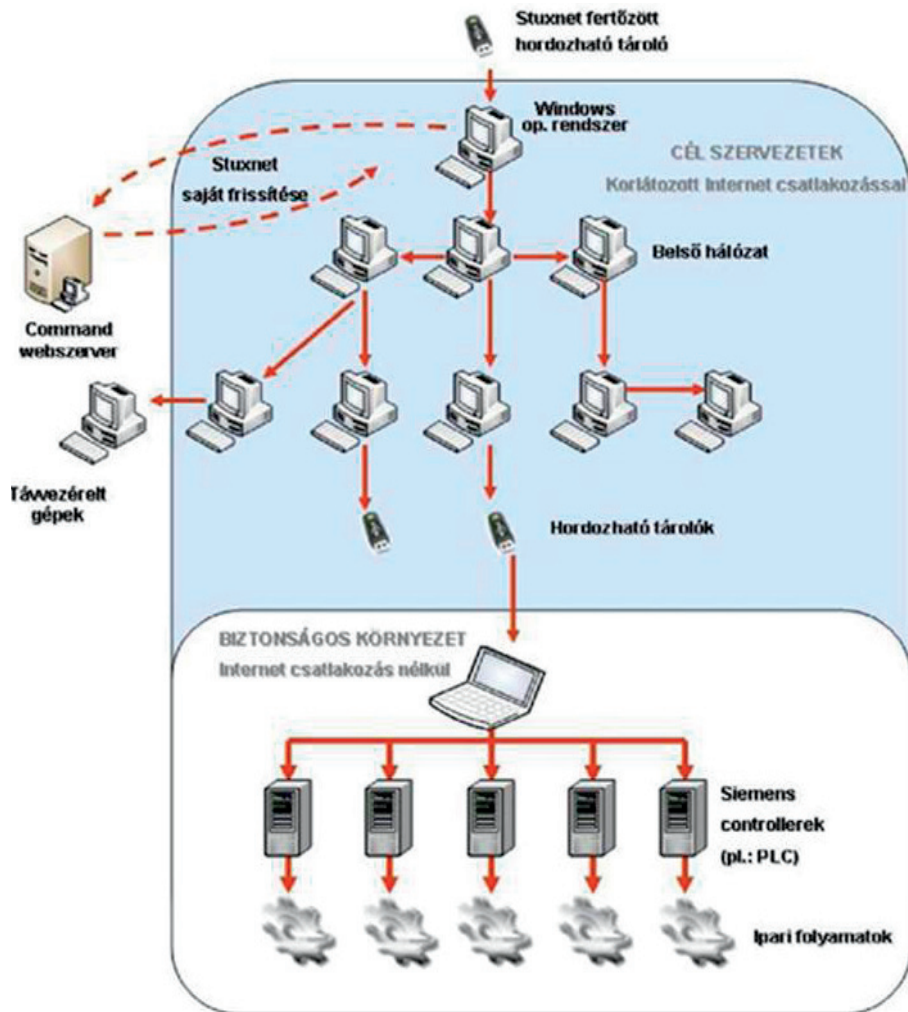 Stuxnet fertőzött
hordozható tároló
Windows
op. rendszer
CÉL SZERVEZETEK
Korlátozott Internet csatlakozással
Stuxnet
saját frissítése
Belső hálózat
Command
webszerver
Távvezérelt
gépek
Hordozható tárolók
BIZTONSÁGOS KÖRNYEZET
Internet csatlakozás nélkül
Siemens
controllerek
(pl.: PLC)
Ipari folyamatok